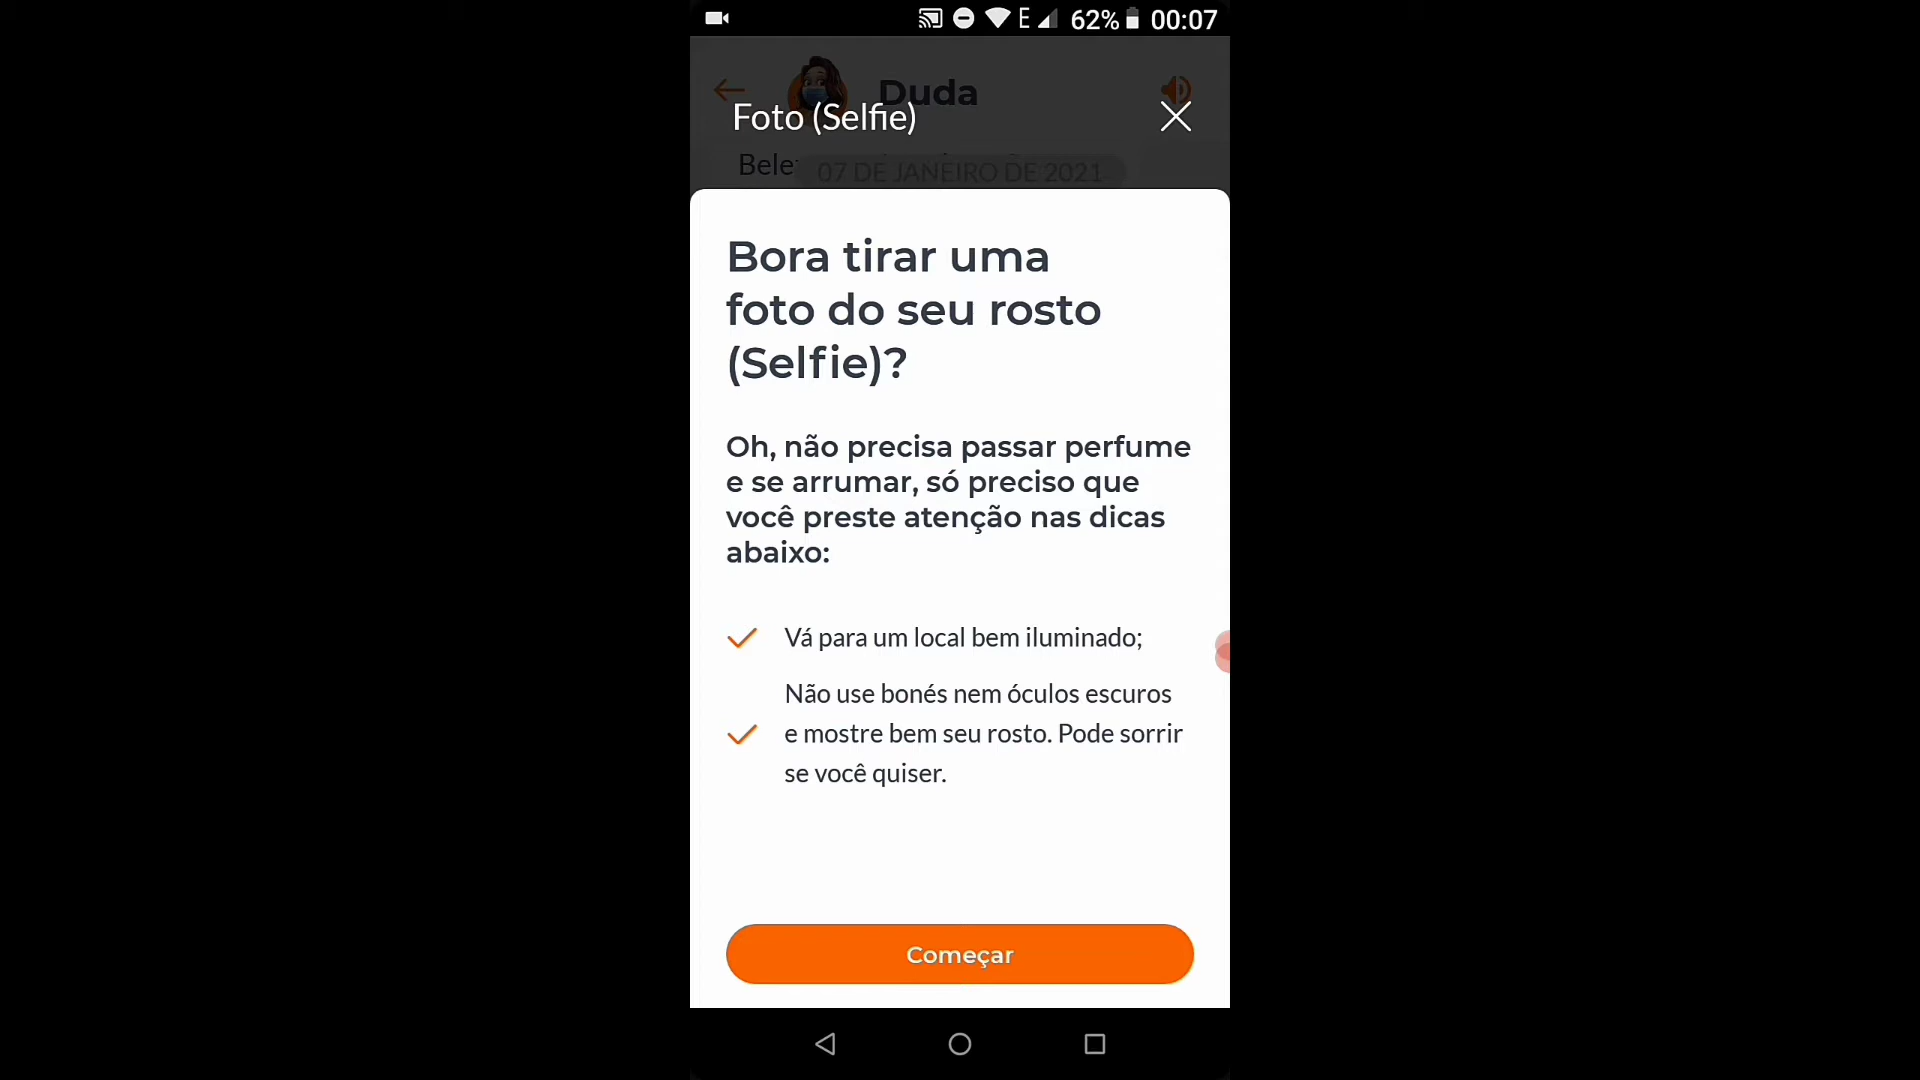 E 62% 00:07
Duda
Foto (Selfie)
Bele
07 DE JANEIRO DE 2021
Bora tirar uma
foto do seu rosto
(Selfie)?
Oh, não precisa passar perfume
e se arrumar, só preciso que
você preste atenção nas dicas
abaixo:
Vá para um local bem iluminado;
Não use bonés nem óculos escuros
e mostre bem seu rosto. Pode sorrir
se você quiser.
Começar